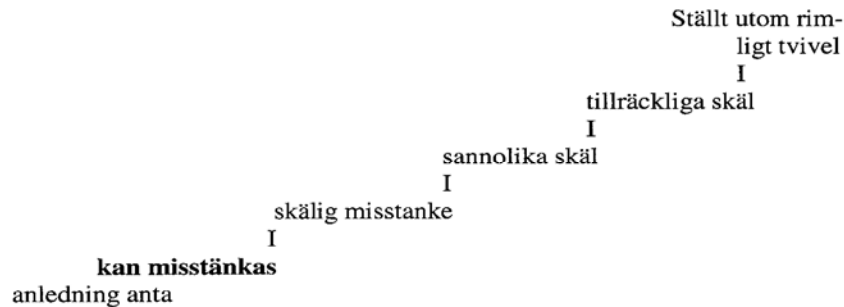 Ställt utom rim-
ligt tvivel
I
tillräckliga skäl
I
sannolika skäl
I
skälig misstanke
I
kan misstänkas
anledning anta